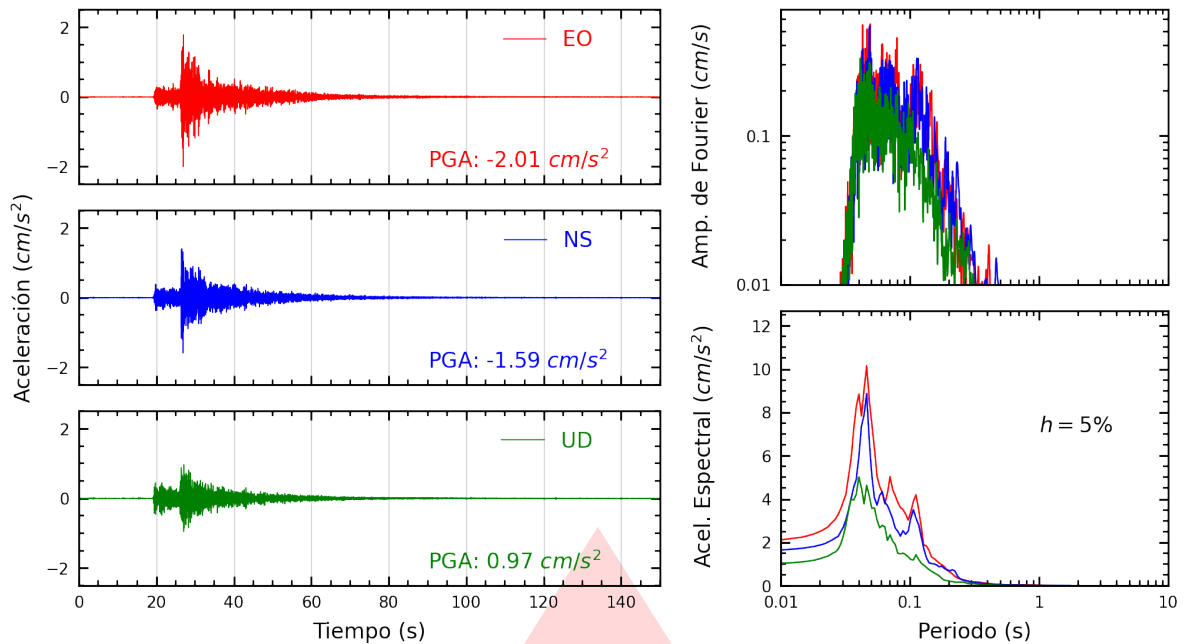 Aceleración (cm/s²)
2
0
−2
EO
PGA: -2.01 cm/s²
2
0
−2
NS
PGA: -1.59 cm/s²
2
0
−2
UD
PGA: 0.97 cm/s²
0 20 40 60 80 100 120 140
Tiempo (s)
Amp. de Fourier (cm/s)
0.1
0.01
Acel. Espectral (cm/s²)
12
10
8
6
4
2
0
h = 5%
0.01 0.1 1 10
Periodo (s)